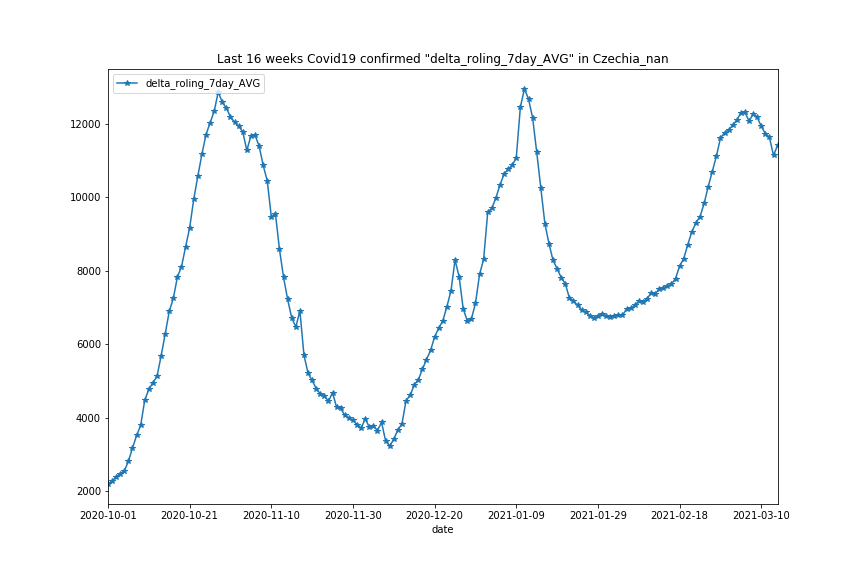 Last 16 weeks Covid19 confirmed "delta_roling_7day_AVG" in Czechia_nan
delta_roling_7day_AVG
12000
10000
8000
6000
4000
2000
2020-10-01 2020-10-21 2020-11-10 2020-11-30 2020-12-20 2021-01-09 2021-01-29 2021-02-18 2021-03-10
date